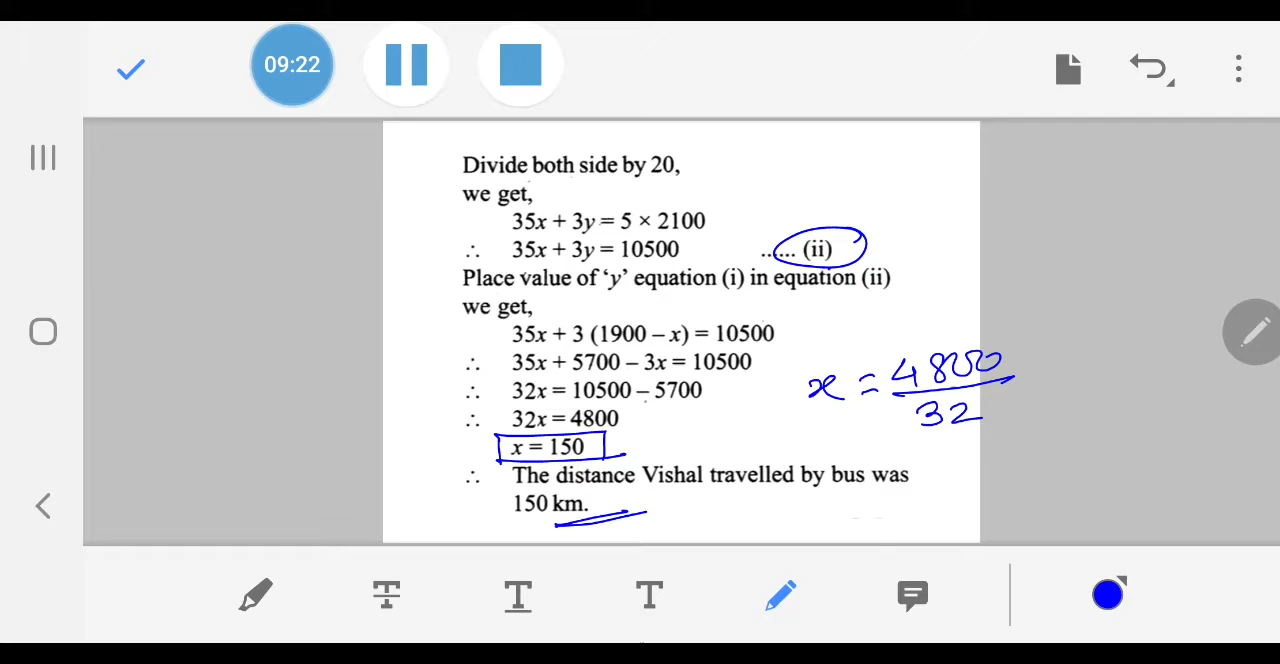 09:22
Divide both side by 20,
we get,
35x + 3y = 5 × 2100
∴ 35x + 3y = 10500 ...... (ii)
Place value of ‘y’ equation (i) in equation (ii)
we get,
35x + 3 (1900 – x) = 10500
∴ 35x + 5700 – 3x = 10500
∴ 32x = 10500 – 5700
x = 4800
32
∴ 32x = 4800
x = 150
∴ The distance Vishal travelled by bus was
150 km.
T T T